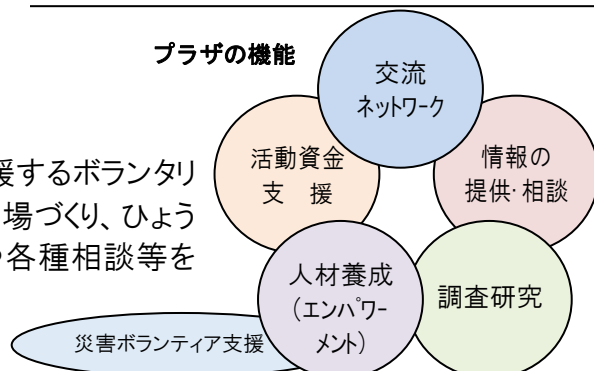 プラザの機能
交流
ネットワーク
活動資金
支 援
情報の
提供・相談
援するボランタリ
場づくり、ひょう
各種相談等を
人材養成
（エンパワー
メント）
調査研究
災害ボランティア支援